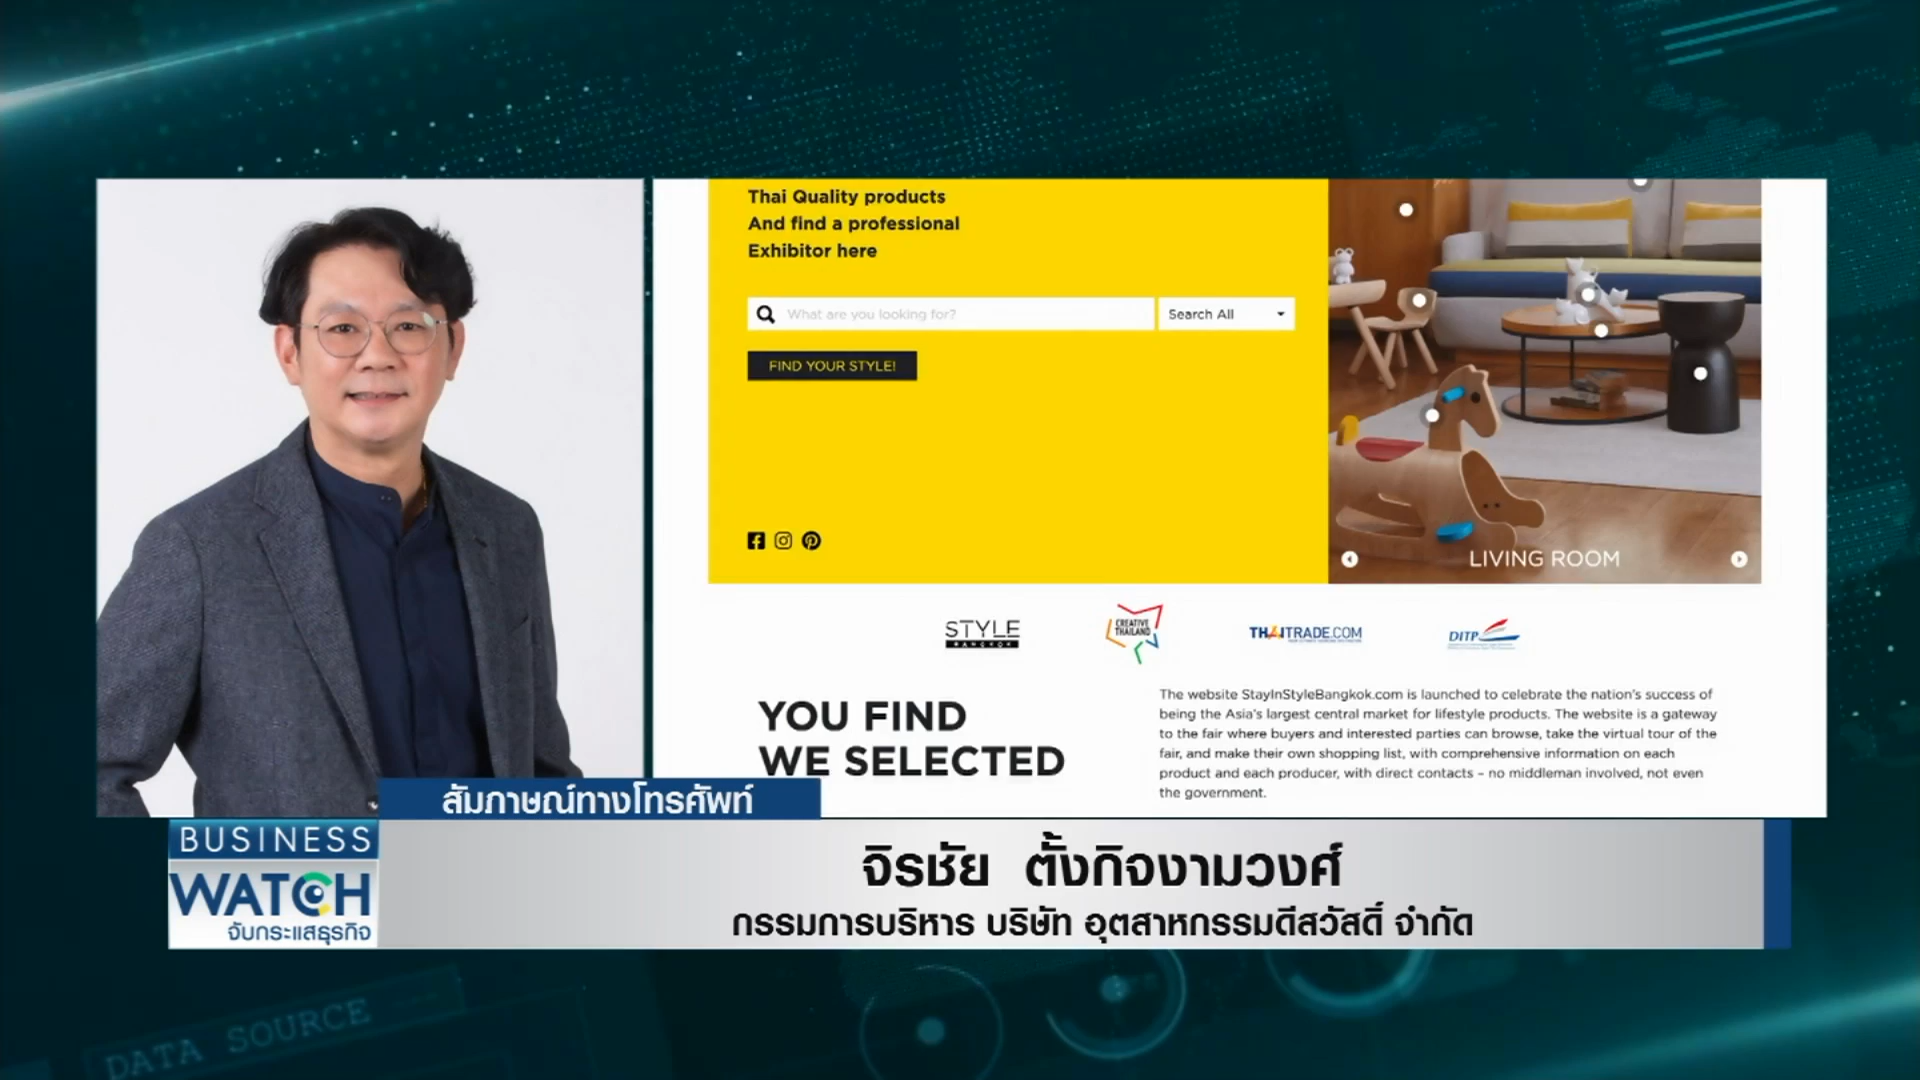 Thai Quality products
And find a professional
Exhibitor here
What are you looking for?
Search All
FIND YOUR STYLE!
LIVING ROOM
STYLE
BANGKOK
CREATIVE
THAILAND
THAITRADE.COM
DITP
YOU FIND
WE SELECTED
The website StayInStyleBangkok.com is launched to celebrate the nation's success of
being the Asia's largest central market for lifestyle products. The website is a gateway
to the fair where buyers and interested parties can browse, take the virtual tour of the
fair, and make their own shopping list, with comprehensive information on each
product and each producer, with direct contacts – no middleman involved, not even
the government.
สัมภาษณ์ทางโทรศัพท์
BUSINESS
WATCH
จับกระแสธุรกิจ
จิรชัย ตั้งกิจงามวงศ์
กรรมการบริหาร บริษัท อุตสาหกรรมดีสวัสดิ์ จำกัด
DATA SOURCE